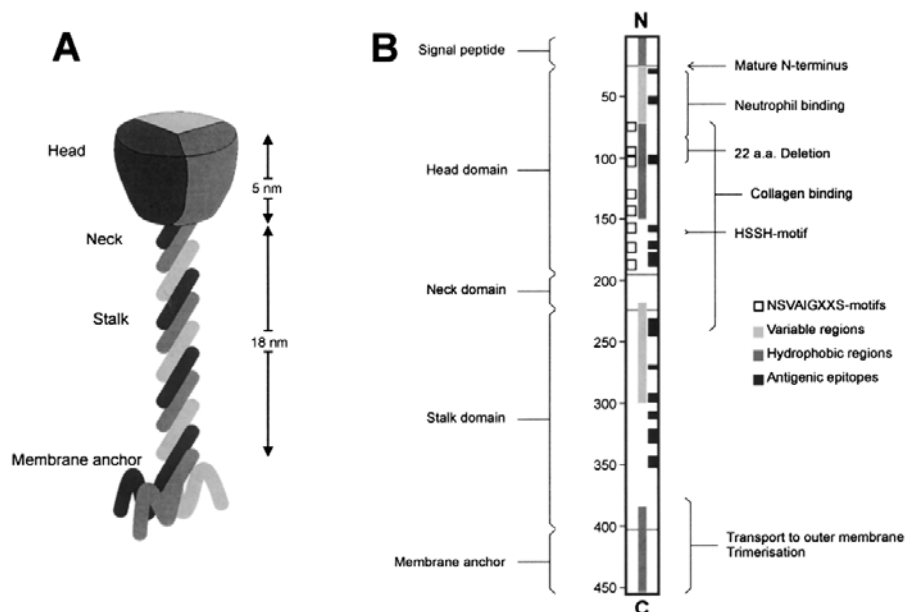 A
Head
5 nm
Neck
Stalk
18 nm
Membrane anchor
B
N
Signal peptide
Head domain
Neck domain
Stalk domain
Membrane anchor
50
100
150
200
250
300
350
400
450
C
Mature N-terminus
Neutrophil binding
22 a.a. Deletion
Collagen binding
HSSH-motif
NSVAIGXXS-motifs
Variable regions
Hydrophobic regions
Antigenic epitopes
Transport to outer membrane
Trimerisation